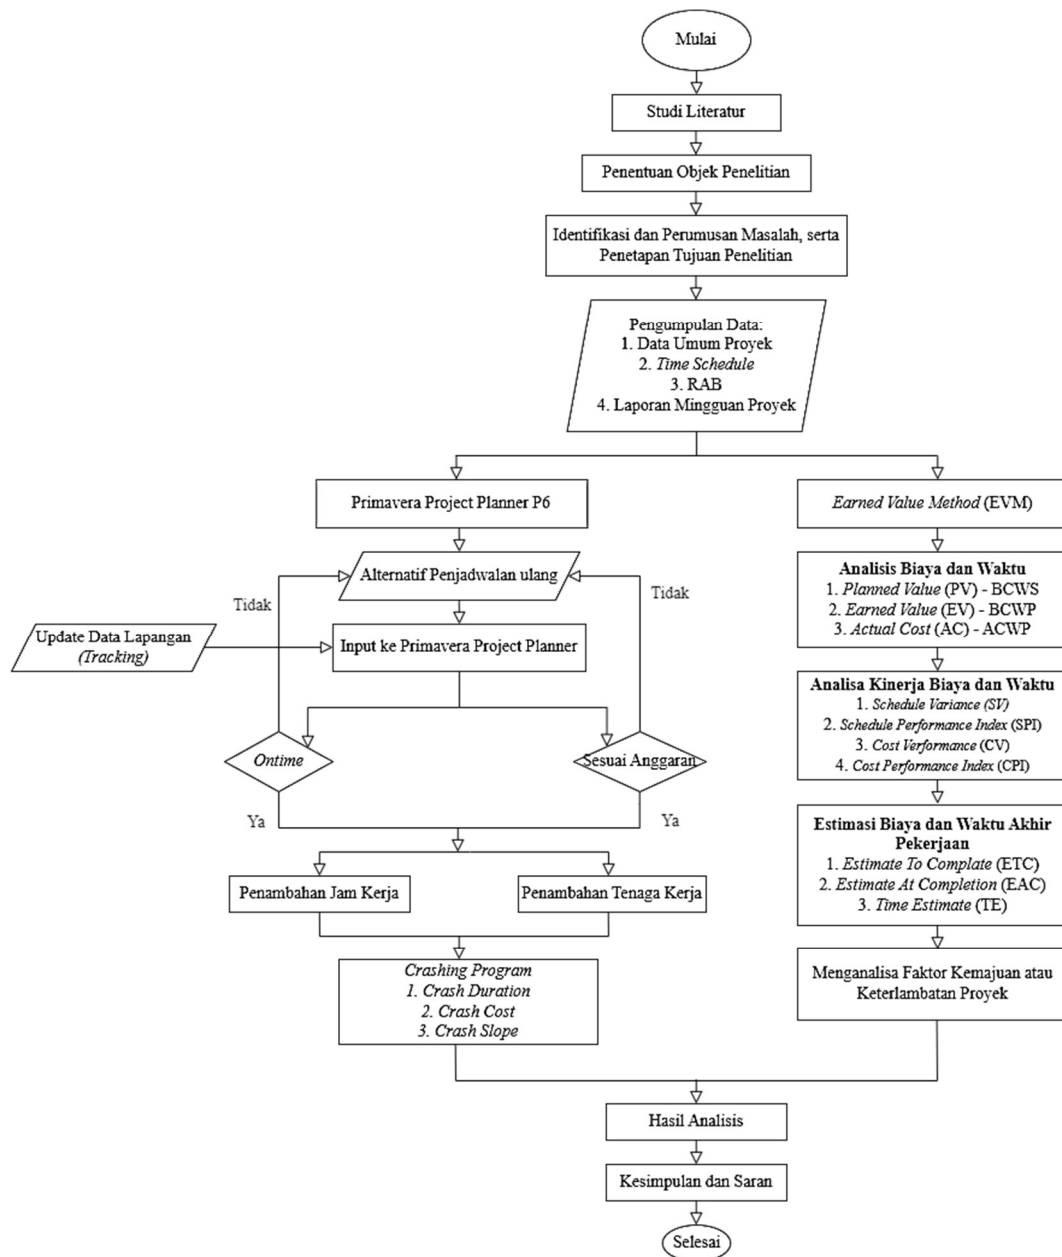 Mulai
Studi Literatur
Penentuan Objek Penelitian
Identifikasi dan Perumusan Masalah, serta
Penetapan Tujuan Penelitian
Pengumpulan Data:
1. Data Umum Proyek
2. Time Schedule
3. RAB
4. Laporan Mingguan Proyek
Primavera Project Planner P6
Alternatif Penjadwalan ulang
Tidak
Tidak
Update Data Lapangan
(Tracking)
Input ke Primavera Project Planner
Ontime
Sesuai Anggaran
Ya
Ya
Penambahan Jam Kerja
Penambahan Tenaga Kerja
Crashing Program
1. Crash Duration
2. Crash Cost
3. Crash Slope
Earned Value Method (EVM)
Analisis Biaya dan Waktu
1. Planned Value (PV) - BCWS
2. Earned Value (EV) - BCWP
3. Actual Cost (AC) - ACWP
Analisa Kinerja Biaya dan Waktu
1. Schedule Variance (SV)
2. Schedule Performance Index (SPI)
3. Cost Verformance (CV)
4. Cost Performance Index (CPI)
Estimasi Biaya dan Waktu Akhir
Pekerjaan
1. Estimate To Complate (ETC)
2. Estimate At Completion (EAC)
3. Time Estimate (TE)
Menganalisa Faktor Kemajuan atau
Keterlambatan Proyek
Hasil Analisis
Kesimpulan dan Saran
Selesai